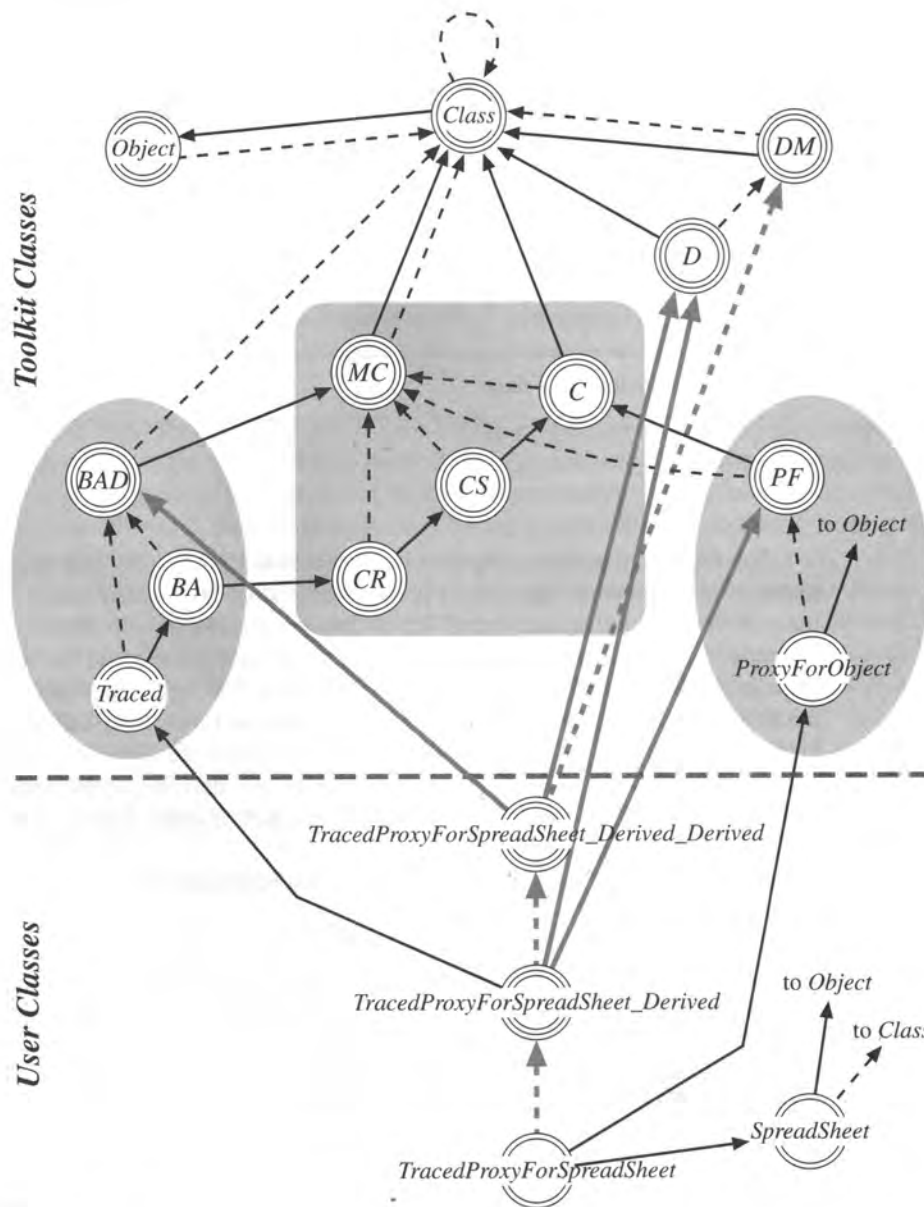 Toolkit Classes
Class
Object
DM
D
MC
C
BAD
CS
PF
to Object
BA
CR
ProxyForObject
Traced
User Classes
TracedProxyForSpreadSheet_Derived_Derived
TracedProxyForSpreadSheet_Derived
to Object
to Class
SpreadSheet
TracedProxyForSpreadSheet